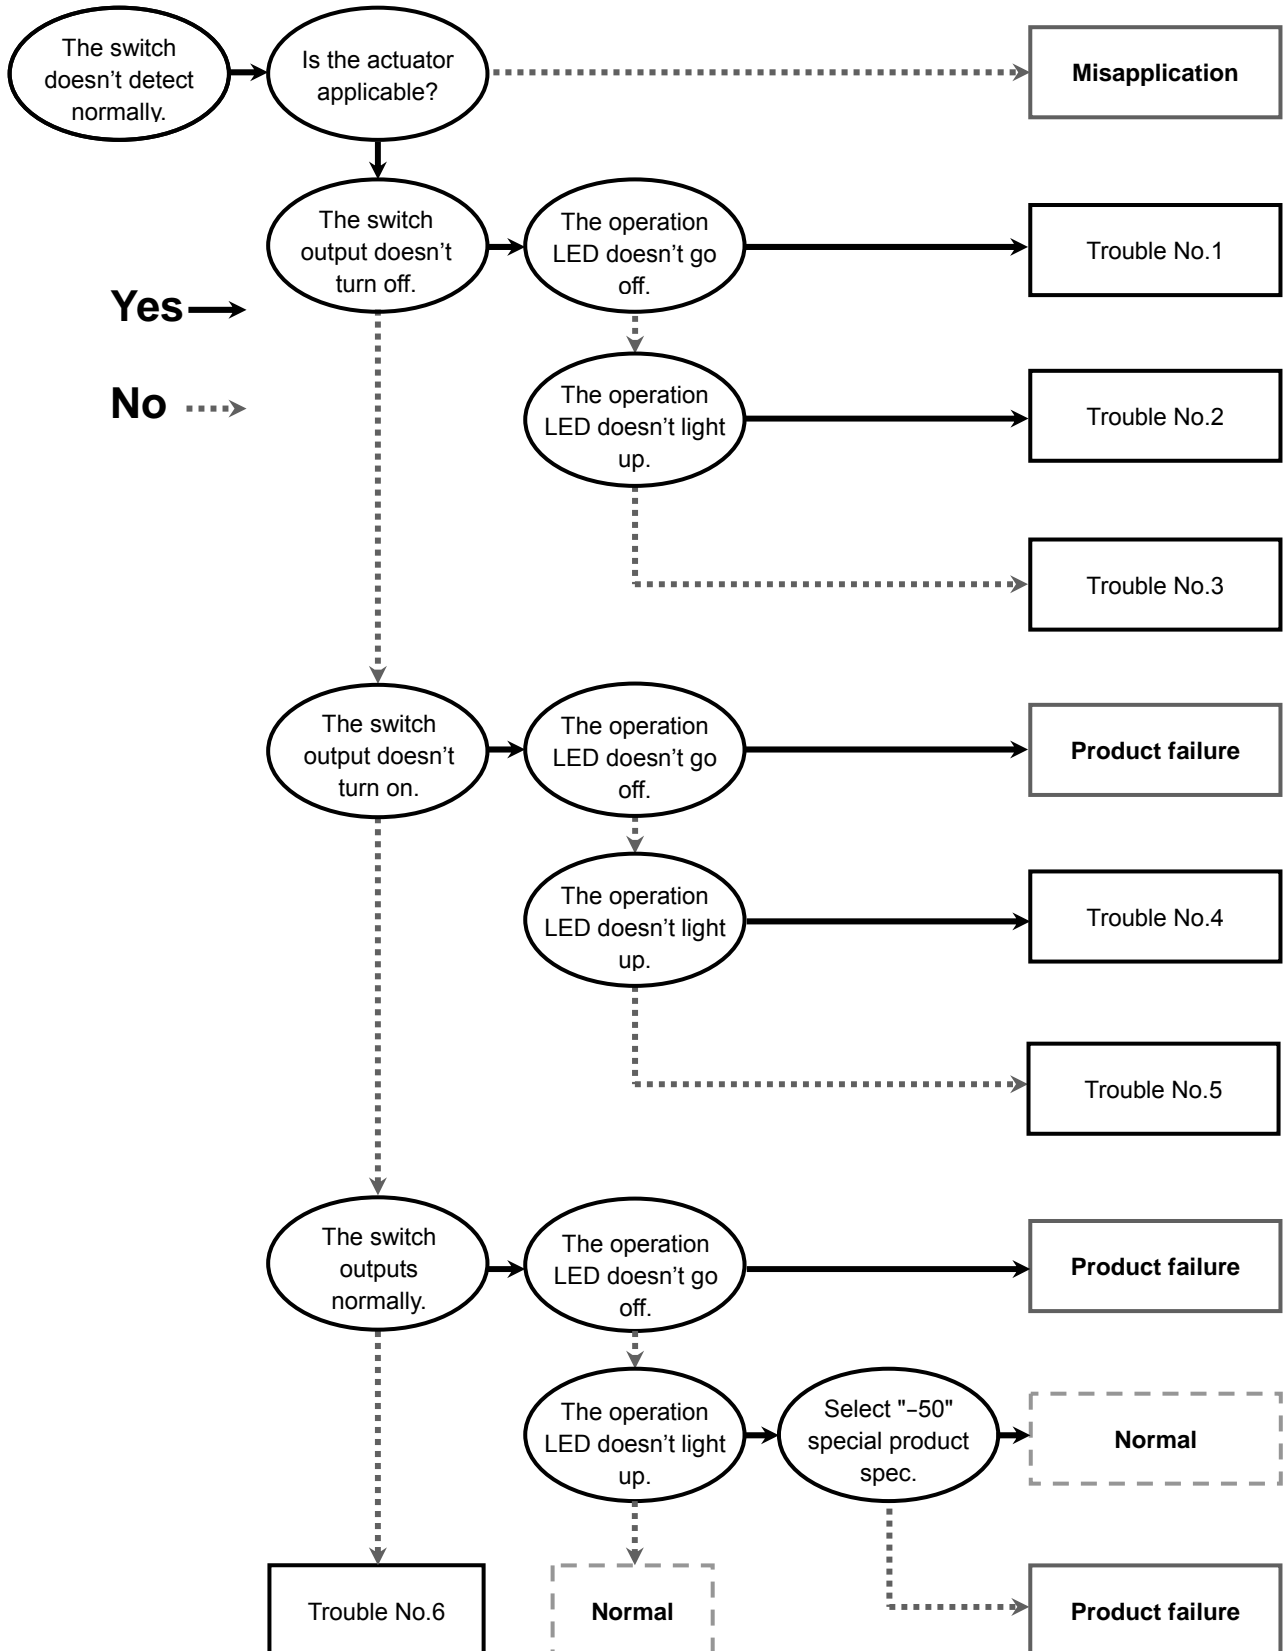 The switch
doesn't detect
normally.
Is the actuator
applicable?
Misapplication
The switch
output doesn't
turn off.
The operation
LED doesn't go
off.
Trouble No.1
Yes
No
The operation
LED doesn't light
up.
Trouble No.2
Trouble No.3
The switch
output doesn't
turn on.
The operation
LED doesn't go
off.
Product failure
The operation
LED doesn't light
up.
Trouble No.4
Trouble No.5
The switch
outputs
normally.
The operation
LED doesn't go
off.
Product failure
The operation
LED doesn't light
up.
Select "-50"
special product
spec.
Normal
Trouble No.6
Normal
Product failure